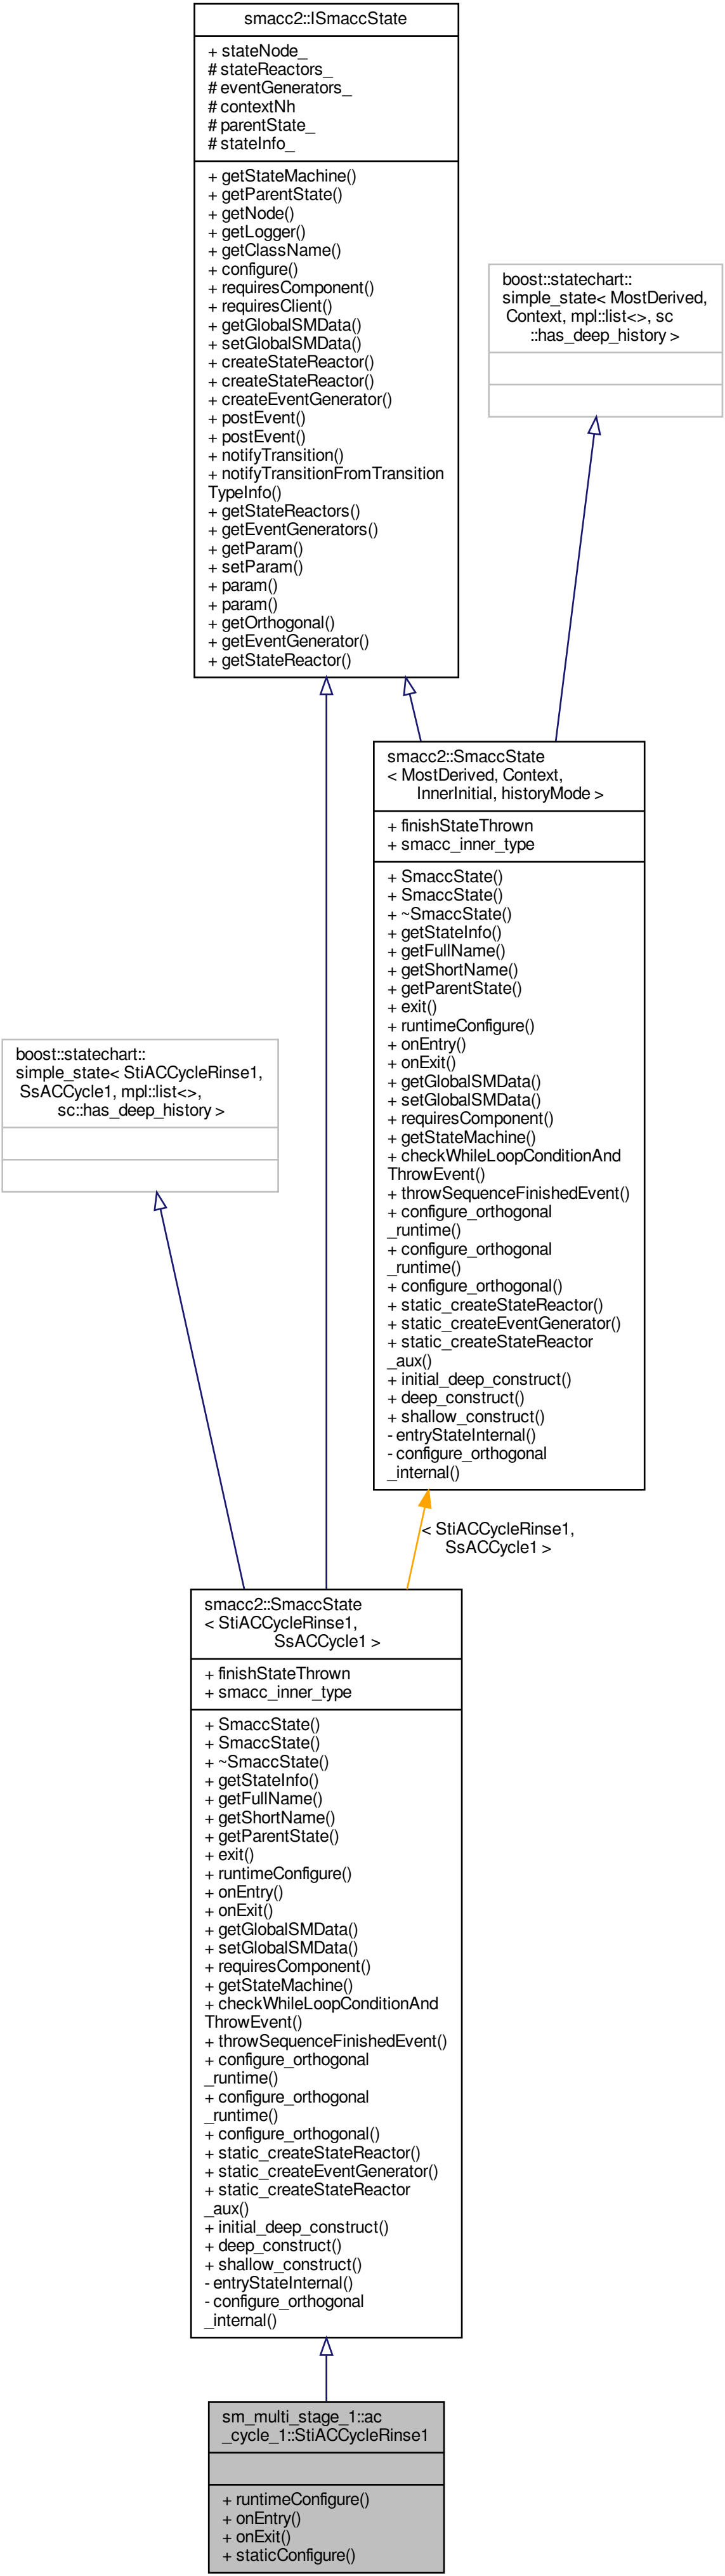 smacc2::ISmaccState
+ stateNode_
# stateReactors_
# eventGenerators_
# contextNh
# parentState_
# stateInfo_
+ getStateMachine()
+ getParentState()
+ getNode()
+ getLogger()
+ getClassName()
+ configure()
+ requiresComponent()
+ requiresClient()
+ getGlobalSMData()
+ setGlobalSMData()
+ createStateReactor()
+ createStateReactor()
+ createEventGenerator()
+ postEvent()
+ postEvent()
+ notifyTransition()
+ notifyTransitionFromTransition
TypeInfo()
+ getStateReactors()
+ getEventGenerators()
+ getParam()
+ setParam()
+ param()
+ param()
+ getOrthogonal()
+ getEventGenerator()
+ getStateReactor()
boost::statechart::
simple_state< MostDerived,
Context, mpl::list<>, sc
::has_deep_history >
smacc2::SmaccState
< MostDerived, Context,
InnerInitial, historyMode >
+ finishStateThrown
+ smacc_inner_type
+ SmaccState()
+ SmaccState()
+ ~SmaccState()
+ getStateInfo()
+ getFullName()
+ getShortName()
+ getParentState()
+ exit()
+ runtimeConfigure()
+ onEntry()
+ onExit()
+ getGlobalSMData()
+ setGlobalSMData()
+ requiresComponent()
+ getStateMachine()
+ checkWhileLoopConditionAnd
ThrowEvent()
+ throwSequenceFinishedEvent()
+ configure_orthogonal
_runtime()
+ configure_orthogonal
_runtime()
+ configure_orthogonal()
+ static_createStateReactor()
+ static_createEventGenerator()
+ static_createStateReactor
_aux()
+ initial_deep_construct()
+ deep_construct()
+ shallow_construct()
- entryStateInternal()
- configure_orthogonal
_internal()
boost::statechart::
simple_state< StiACCycleRinse1,
SsACCycle1, mpl::list<>,
sc::has_deep_history >
< StiACCycleRinse1,
SsACCycle1 >
smacc2::SmaccState
< StiACCycleRinse1,
SsACCycle1 >
+ finishStateThrown
+ smacc_inner_type
+ SmaccState()
+ SmaccState()
+ ~SmaccState()
+ getStateInfo()
+ getFullName()
+ getShortName()
+ getParentState()
+ exit()
+ runtimeConfigure()
+ onEntry()
+ onExit()
+ getGlobalSMData()
+ setGlobalSMData()
+ requiresComponent()
+ getStateMachine()
+ checkWhileLoopConditionAnd
ThrowEvent()
+ throwSequenceFinishedEvent()
+ configure_orthogonal
_runtime()
+ configure_orthogonal
_runtime()
+ configure_orthogonal()
+ static_createStateReactor()
+ static_createEventGenerator()
+ static_createStateReactor
_aux()
+ initial_deep_construct()
+ deep_construct()
+ shallow_construct()
- entryStateInternal()
- configure_orthogonal
_internal()
sm_multi_stage_1::ac
_cycle_1::StiACCycleRinse1
+ runtimeConfigure()
+ onEntry()
+ onExit()
+ staticConfigure()